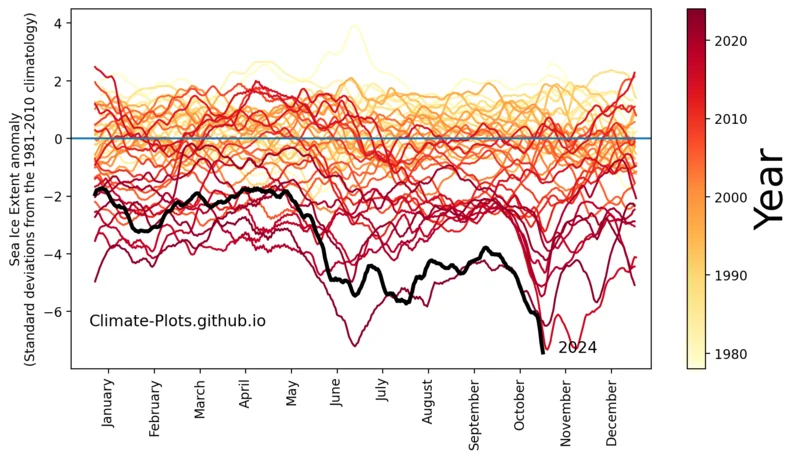 Sea Ice Extent anomaly
(Standard deviations from the 1981-2010 climatology)
4
2
0
−2
−4
−6
Climate-Plots.github.io
2024
January
February
March
April
May
June
July
August
September
October
November
December
2020
2010
2000
1990
1980
Year